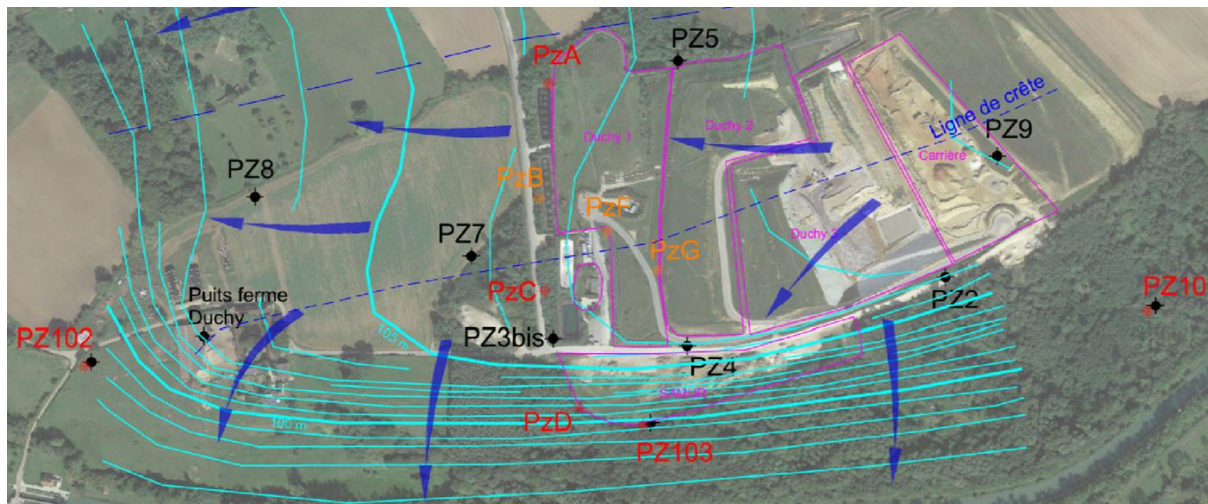 PZ5
PzA
Ligne de crête
Duchy 1
Duchy 2
PZ9
Carrière
PZ8
PzB
PzF
PZ7
Duchy 3
PzG
PzC
PZ2
Puits ferme
Duchy
PZ10
PZ102
105 m
PZ3bis
PZ4
PzD
100 m
PZ103